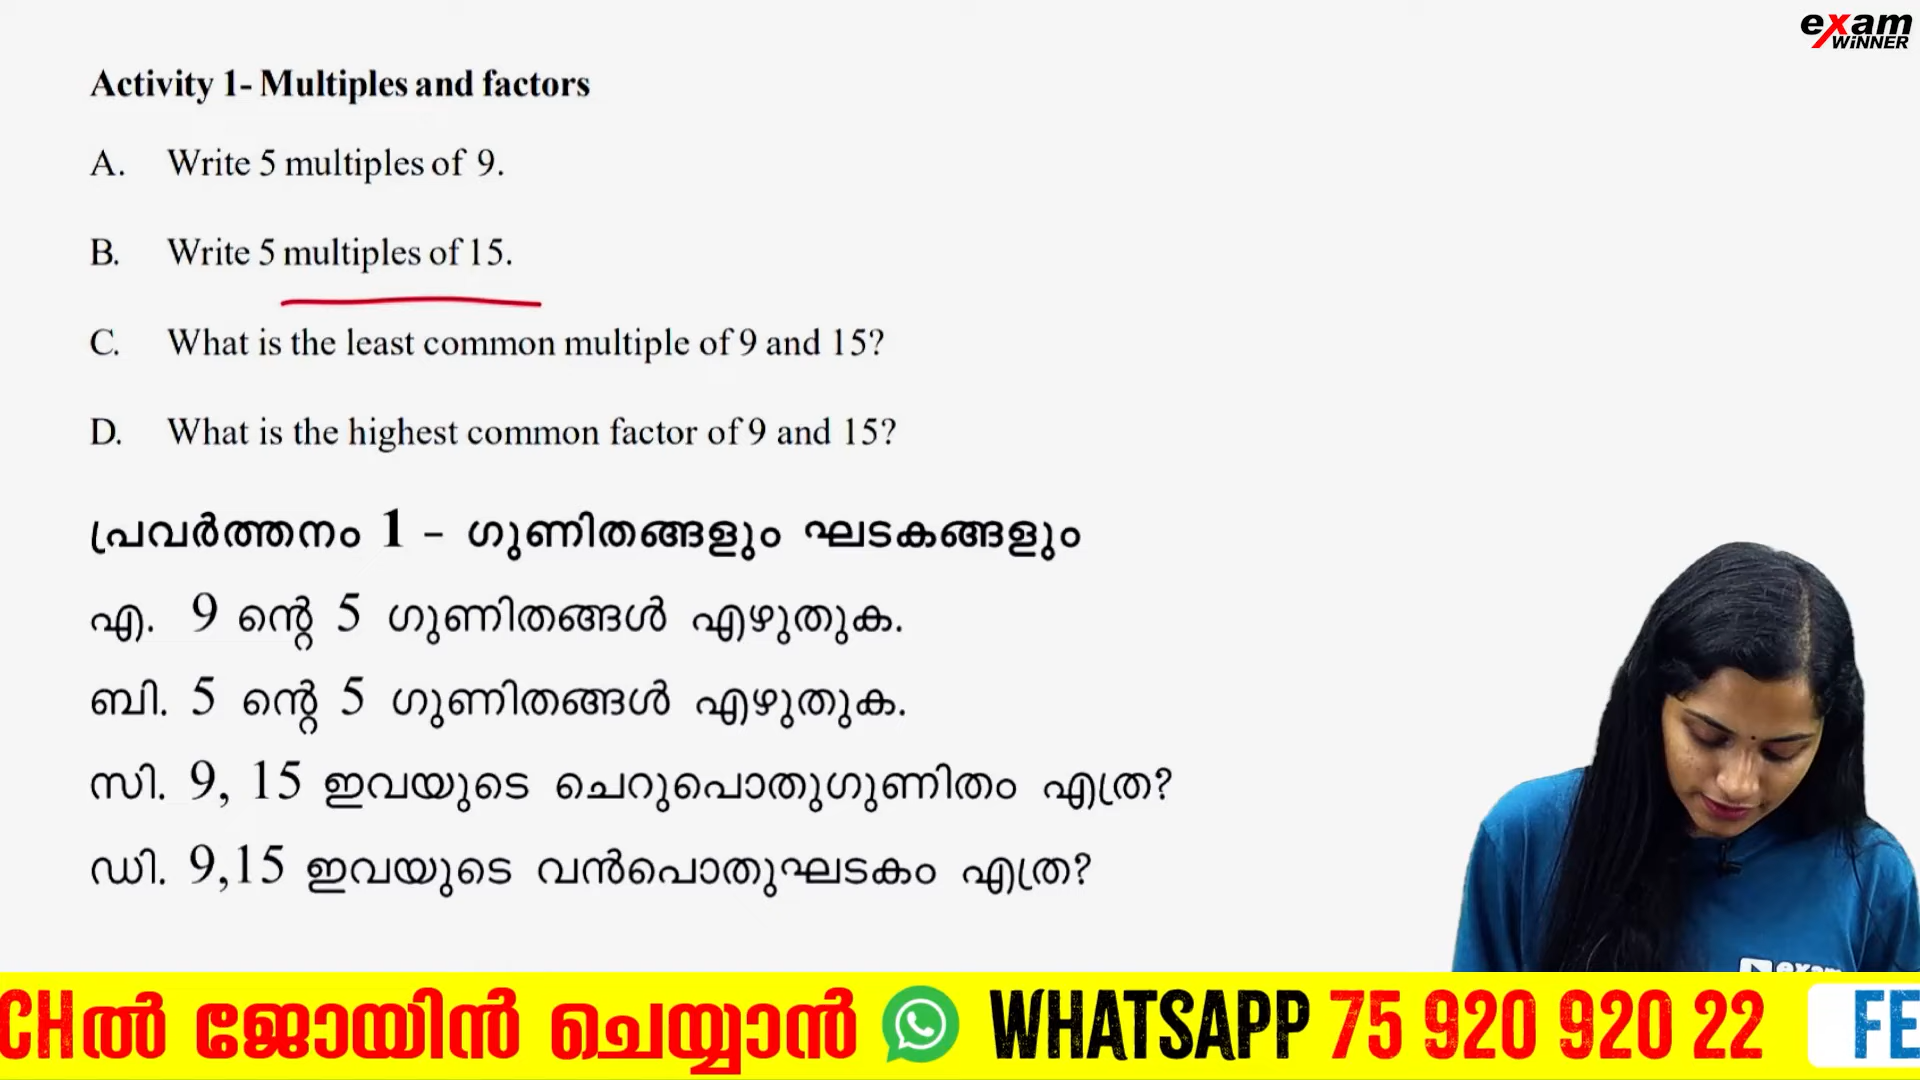 exam
WiNNER
Activity 1- Multiples and factors
A. Write 5 multiples of 9.
B. Write 5 multiples of 15.
C. What is the least common multiple of 9 and 15?
D. What is the highest common factor of 9 and 15?
പ്രവർത്തനം 1 – ഗുണിതങ്ങളും ഘടകങ്ങളും
എ. 9 ന്റെ 5 ഗുണിതങ്ങൾ എഴുതുക.
ബി. 5 ന്റെ 5 ഗുണിതങ്ങൾ എഴുതുക.
സി. 9, 15 ഇവയുടെ ചെറുപൊതുഗുണിതം എത്ര?
ഡി. 9,15 ഇവയുടെ വൻപൊതുഘടകം എത്ര?
CHൽ ജോയിൻ ചെയ്യാൻ WHATSAPP 75 920 920 22 FE